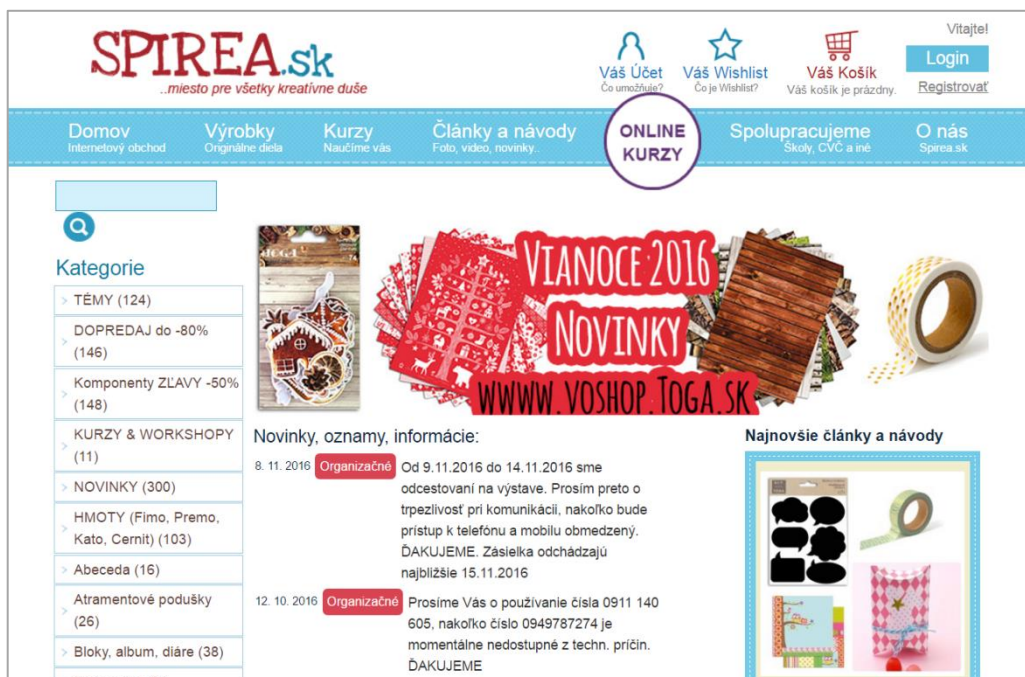 SPIREA.sk
..miesto pre všetky kreatívne duše
Váš Účet
Čo umožňuje?
Váš Wishlist
Čo je Wishlist?
Váš Košík
Váš košík je prázdny.
Vitajte!
Login
Registrovať
Domov
Internetový obchod
Výrobky
Originálne diela
Kurzy
Naučíme vás
Články a návody
Foto, video, novinky..
ONLINE
KURZY
Spolupracujeme
Školy, CVČ a iné
O nás
Spirea.sk
Kategorie
TÉMY (124)
DOPREDAJ do -80%
(146)
Komponenty ZĽAVY -50%
(148)
KURZY & WORKSHOPY
(11)
NOVINKY (300)
HMOTY (Fimo, Premo,
Kato, Cernit) (103)
Abeceda (16)
Atramentové podušky
(26)
Bloky, album, diáre (38)
TOGA
VIANOCE 2016
NOVINKY
WWWW.VOSHOP.TOGA.SK
Novinky, oznamy, informácie:
8. 11. 2016 Organizačné Od 9.11.2016 do 14.11.2016 sme
odcestovaní na výstave. Prosím preto o
trpezlivosť pri komunikácii, nakoľko bude
prístup k telefónu a mobilu obmedzený.
ĎAKUJEME. Zásielka odchádzajú
najbližšie 15.11.2016
12. 10. 2016 Organizačné Prosíme Vás o používanie čísla 0911 140
605, nakoľko číslo 0949787274 je
momentálne nedostupné z techn. príčin.
ĎAKUJEME
Najnovšie články a návody